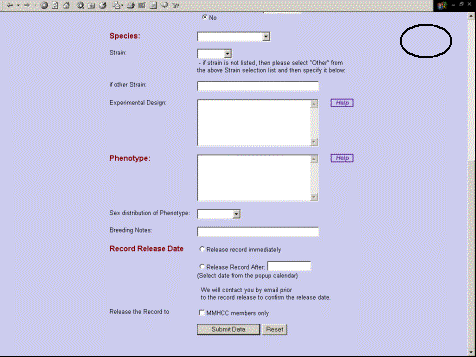 No
Species:
Strain:
- if strain is not listed, then please select "Other" from
the above Strain selection list and then specify it below:
if other Strain:
Experimental Design:
Help
Phenotype:
Help
Sex distribution of Phenotype:
Breeding Notes:
Record Release Date
Release record immediately
Release Record After:
(Select date from the popup calendar)
We will contact you by email prior
to the record release to confirm the release date.
Release the Record to
MMHCC members only
Submit Data
Reset